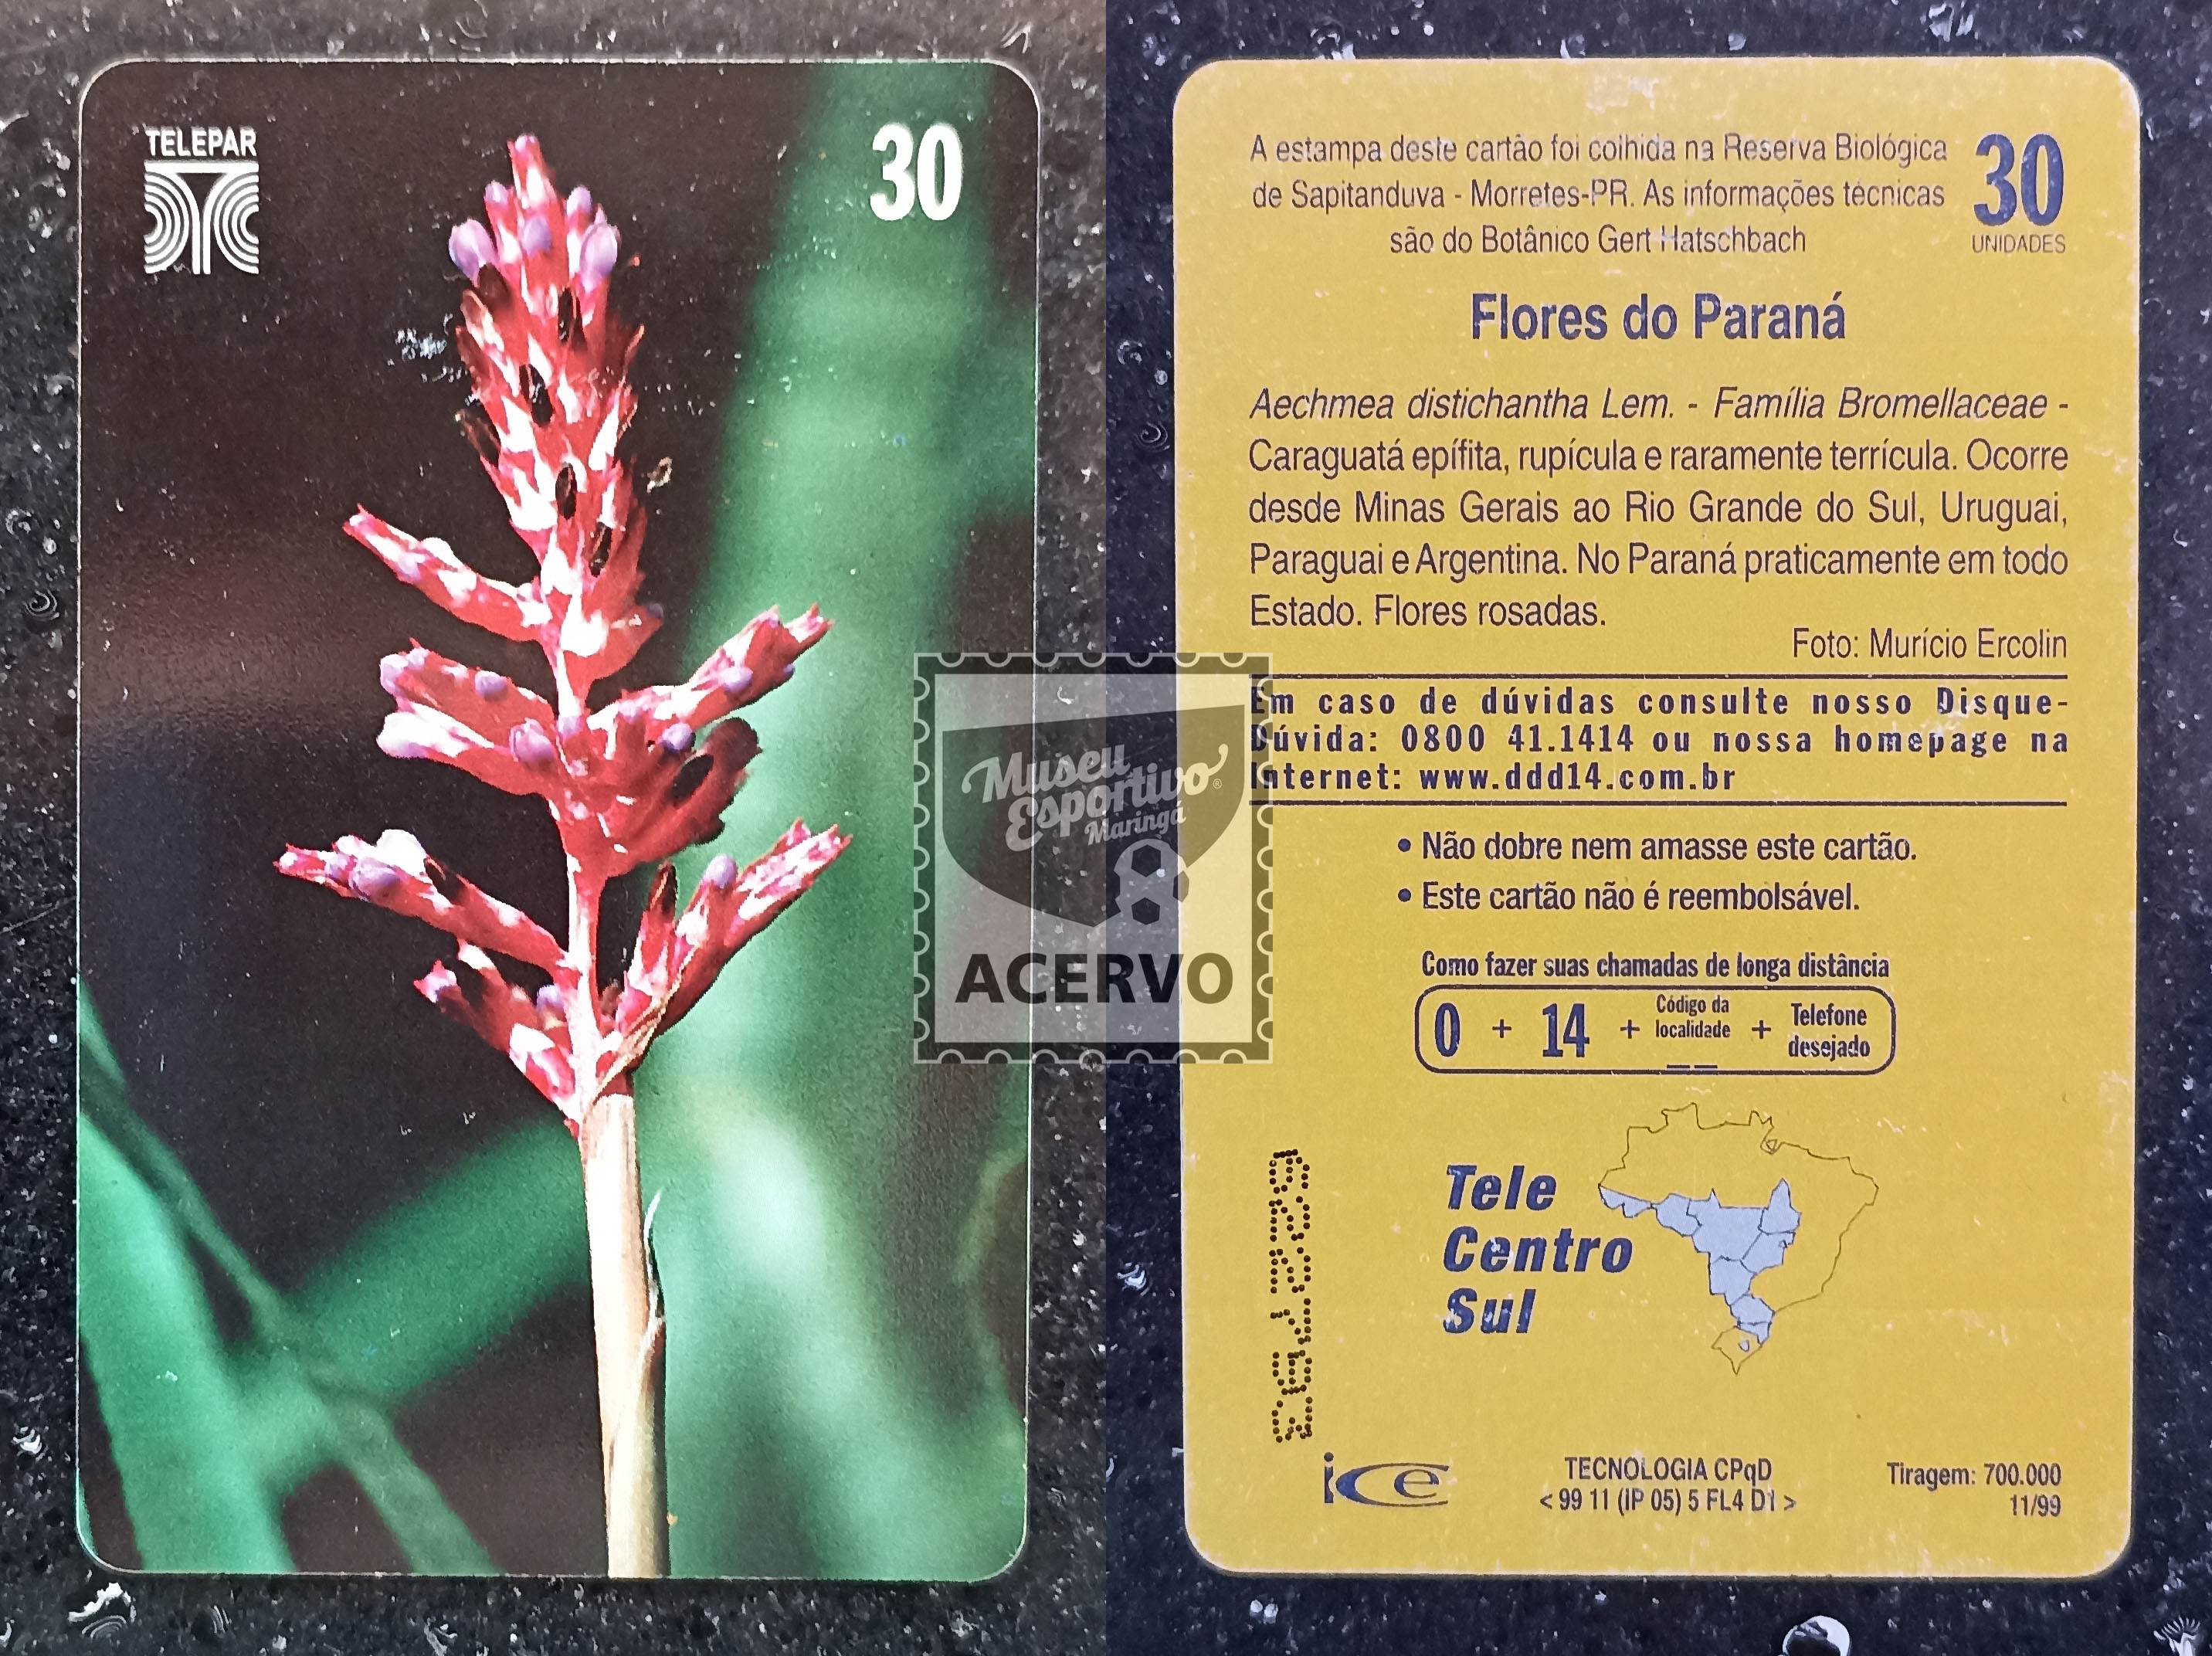 TELEPAR
30
A estampa deste cartão foi colhida na Reserva Biológica
de Sapitanduva - Morretes-PR. As informações técnicas
são do Botânico Gert Hatschbach
30
UNIDADES
Flores do Paraná
Aechmea distichantha Lem. - Família Bromellaceae -
Caraguatá epífita, rupícula e raramente terrícula. Ocorre
desde Minas Gerais ao Rio Grande do Sul, Uruguai,
Paraguai e Argentina. No Paraná praticamente em todo
Estado. Flores rosadas.
Foto: Murício Ercolin
Em caso de dúvidas consulte nosso Disque-
Dúvida: 0800 41.1414 ou nossa homepage na
Internet: www.ddd14.com.br
• Não dobre nem amasse este cartão.
• Este cartão não é reembolsável.
Como fazer suas chamadas de longa distância
0 + 14 + Código da localidade + Telefone desejado
Tele
Centro
Sul
ice
TECNOLOGIA CPqD
< 99 11 (IP 05) 5 FL4 D1 >
Tiragem: 700.000
11/99
Museu
Esportivo®
Maringá
ACERVO